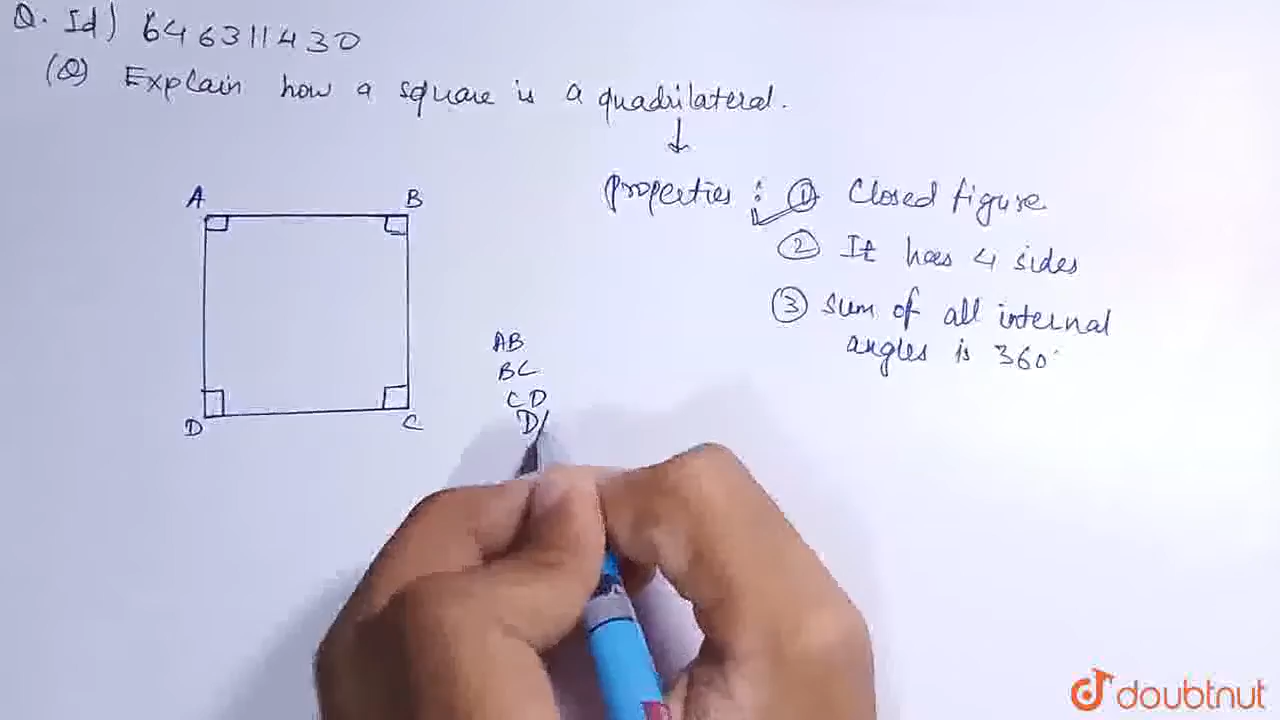 Q. Id) 646311430
(Q) Explain how a square is a quadrilateral.
Properties : ① Closed figure
② It has 4 sides
③ sum of all internal
angles is 360°
A
B
D
C
AB
BC
CD
D
doubtnut